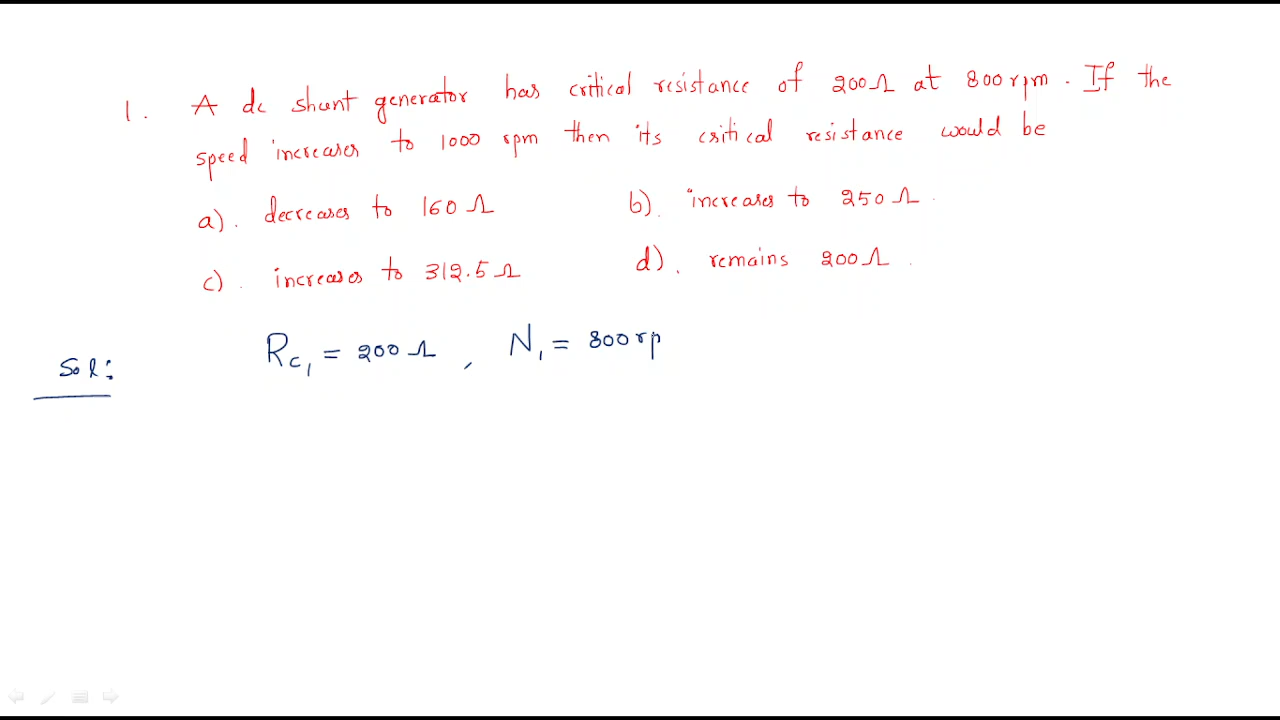 1. A dc shunt generator has critical resistance of 200Ω at 800 rpm. If the
speed increases to 1000 rpm then its critical resistance would be
a). decreases to 160 Ω b). increases to 250 Ω.
c). increases to 312.5 Ω d). remains 200Ω.
Sol: Rc₁ = 200 Ω, N₁ = 800 rp